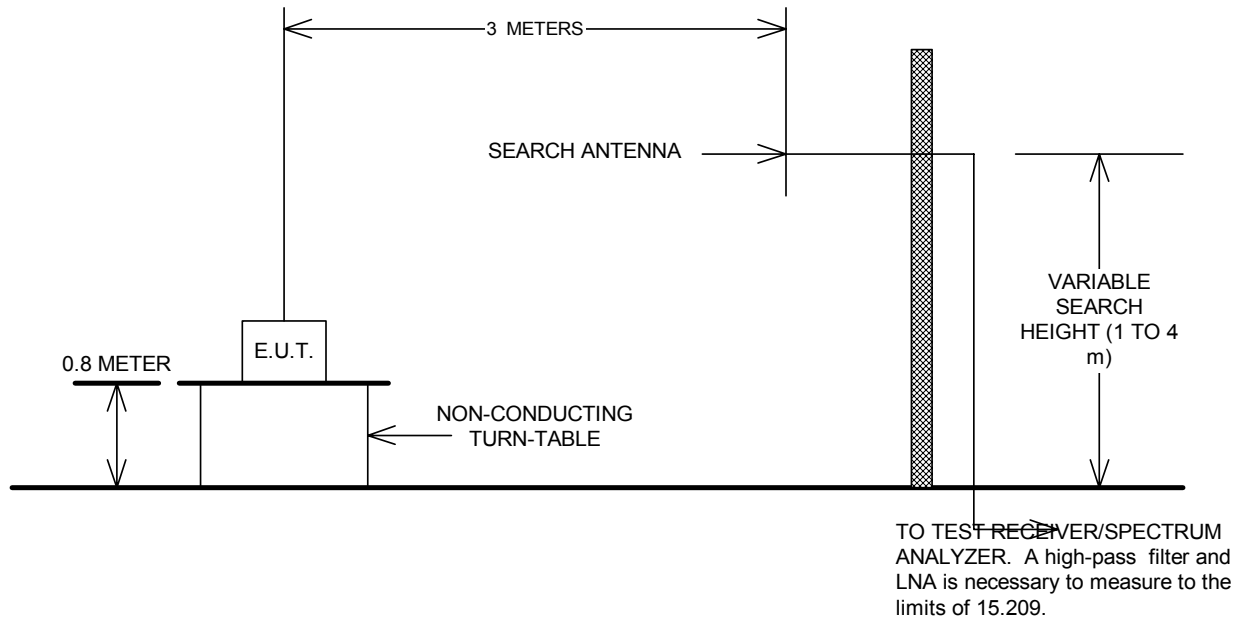 3 METERS
SEARCH ANTENNA
VARIABLE
SEARCH
HEIGHT (1 TO 4
m)
E.U.T.
0.8 METER
NON-CONDUCTING
TURN-TABLE
TO TEST RECEIVER/SPECTRUM
ANALYZER. A high-pass filter and
LNA is necessary to measure to the
limits of 15.209.